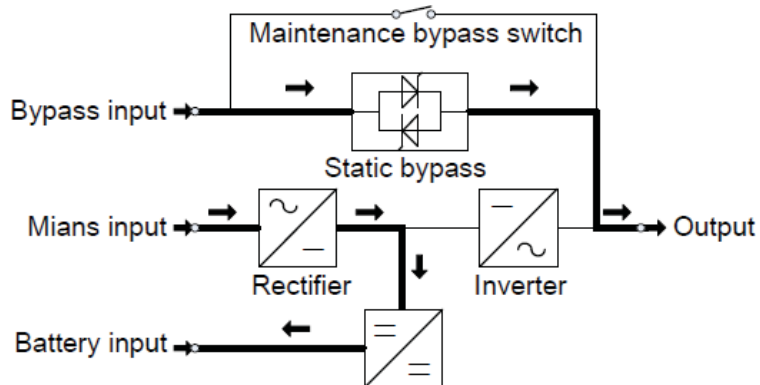 Maintenance bypass switch
Bypass input
Static bypass
Mians input
Output
Rectifier
Inverter
Battery input